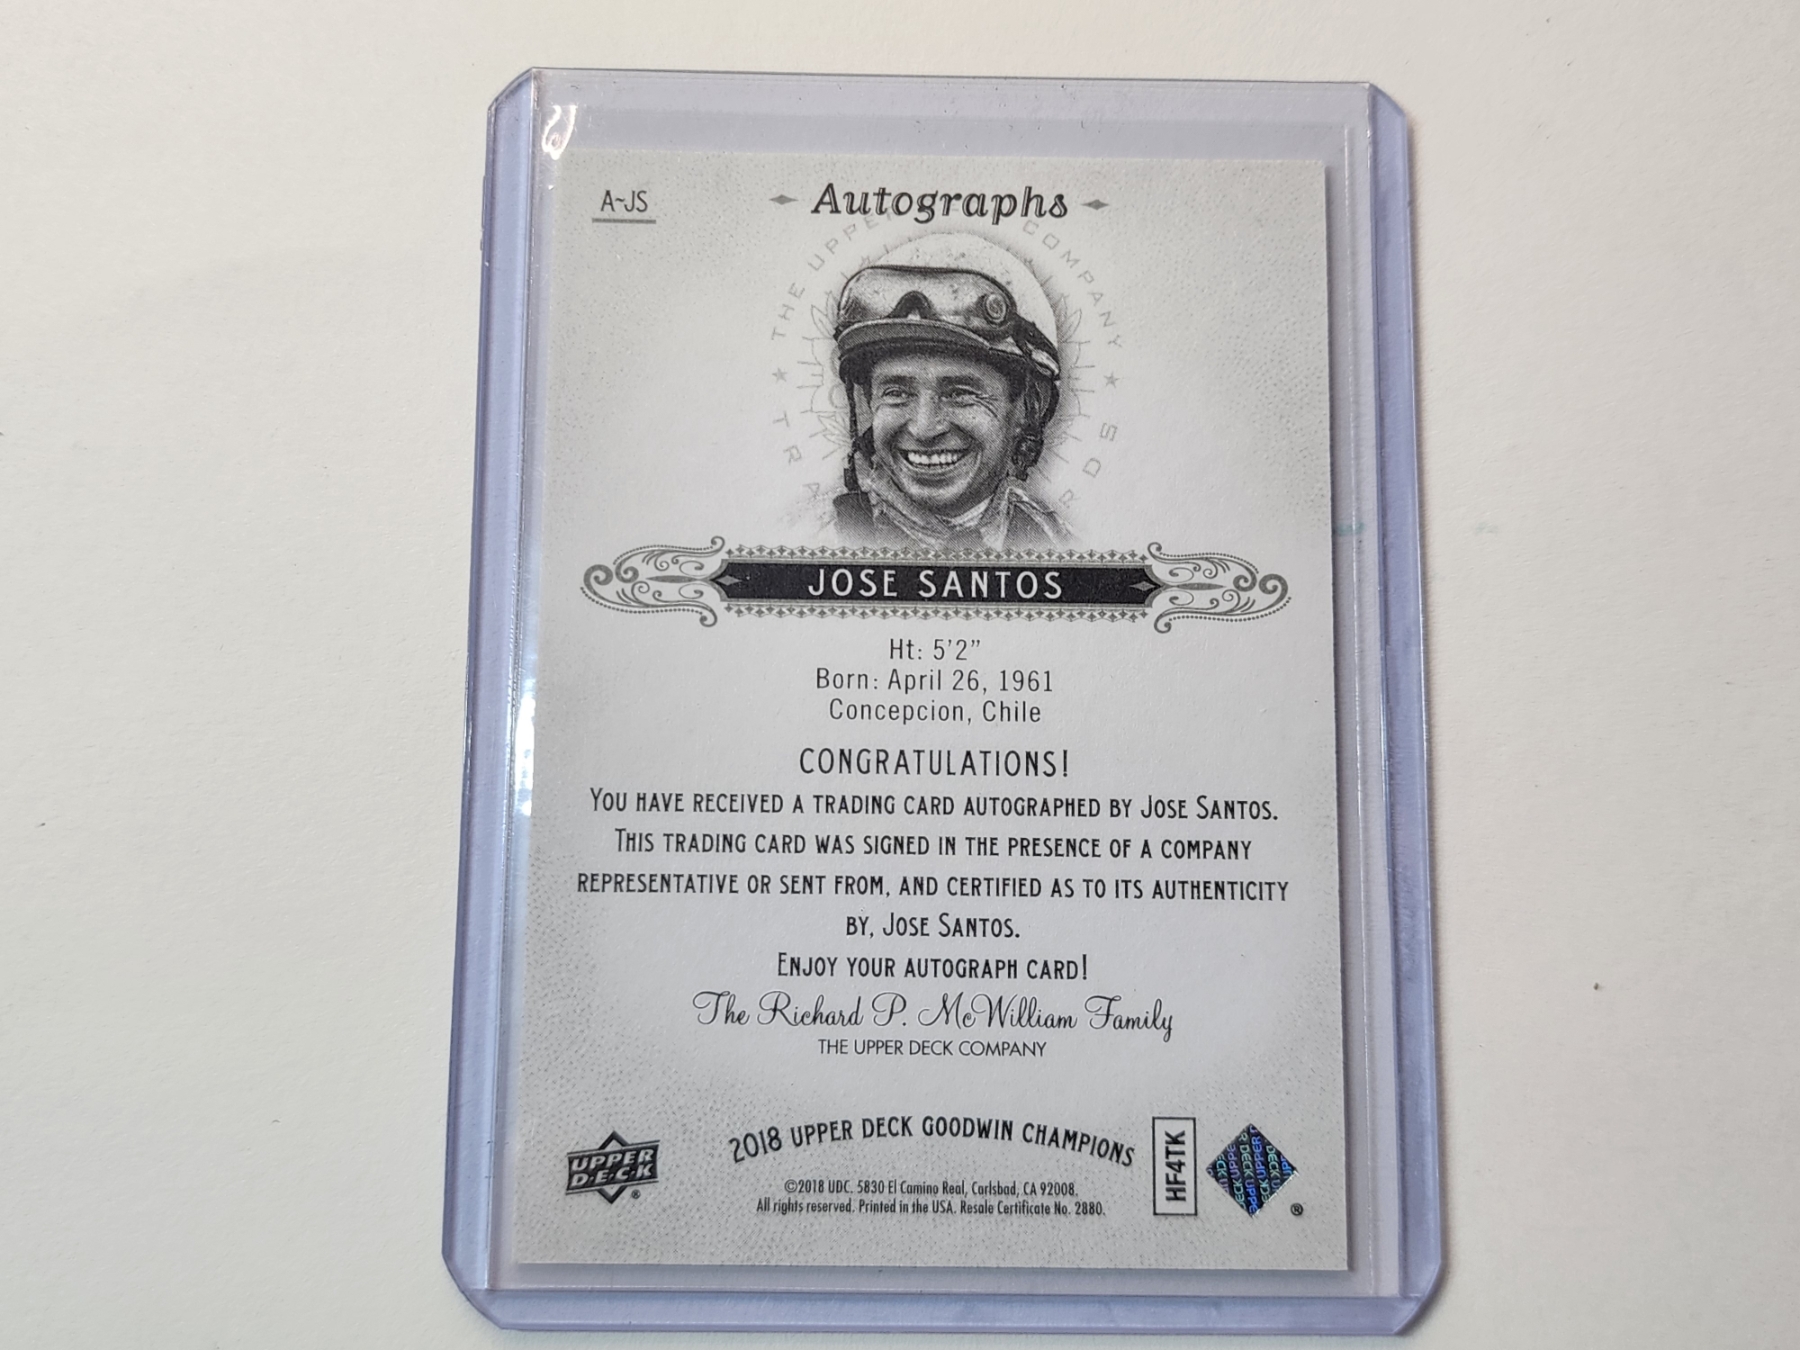 A-JS
Autographs
THE UPPER COMPANY
JOSE SANTOS
Ht: 5'2"
Born: April 26, 1961
Concepcion, Chile
CONGRATULATIONS!
YOU HAVE RECEIVED A TRADING CARD AUTOGRAPHED BY JOSE SANTOS.
THIS TRADING CARD WAS SIGNED IN THE PRESENCE OF A COMPANY
REPRESENTATIVE OR SENT FROM, AND CERTIFIED AS TO ITS AUTHENTICITY
BY, JOSE SANTOS.
ENJOY YOUR AUTOGRAPH CARD!
The Richard P. McWilliam Family
THE UPPER DECK COMPANY
2018 UPPER DECK GOODWIN CHAMPIONS
UPPER
D·E·C·K
®
©2018 UDC. 5830 El Camino Real, Carlsbad, CA 92008.
All rights reserved. Printed in the USA. Resale Certificate No. 2880.
HF4TK
UPPER DECK
®